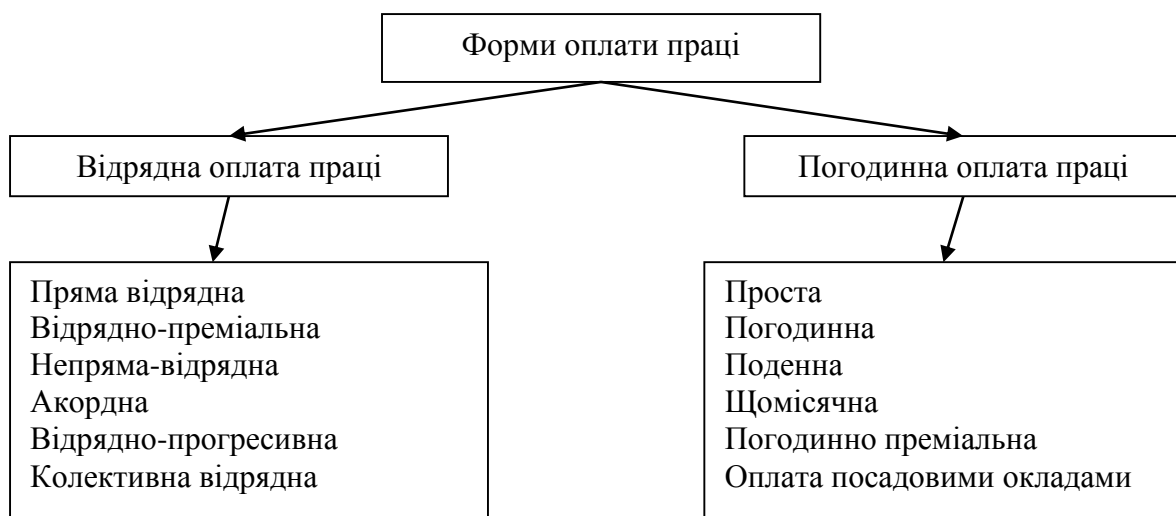 Форми оплати праці
Відрядна оплата праці
Погодинна оплата праці
Пряма відрядна
Відрядно-преміальна
Непряма-відрядна
Акордна
Відрядно-прогресивна
Колективна відрядна
Проста
Погодинна
Поденна
Щомісячна
Погодинно преміальна
Оплата посадовими окладами